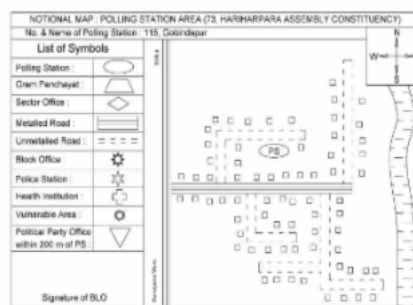 NOTIONAL MAP : POLLING STATION AREA (73, HARIHARPARA ASSEMBLY CONSTITUENCY)
No. & Name of Polling Station : 115, Gobindapur
List of Symbols
Polling Station :
Gram Panchayat :
Sector Office :
Metalled Road :
Unmetalled Road :
Block Office :
Police Station :
Health Institution :
Vulnerable Area :
Political Party Office
within 200 m of PS :
Signature of BLO
PS
N
W
E
S